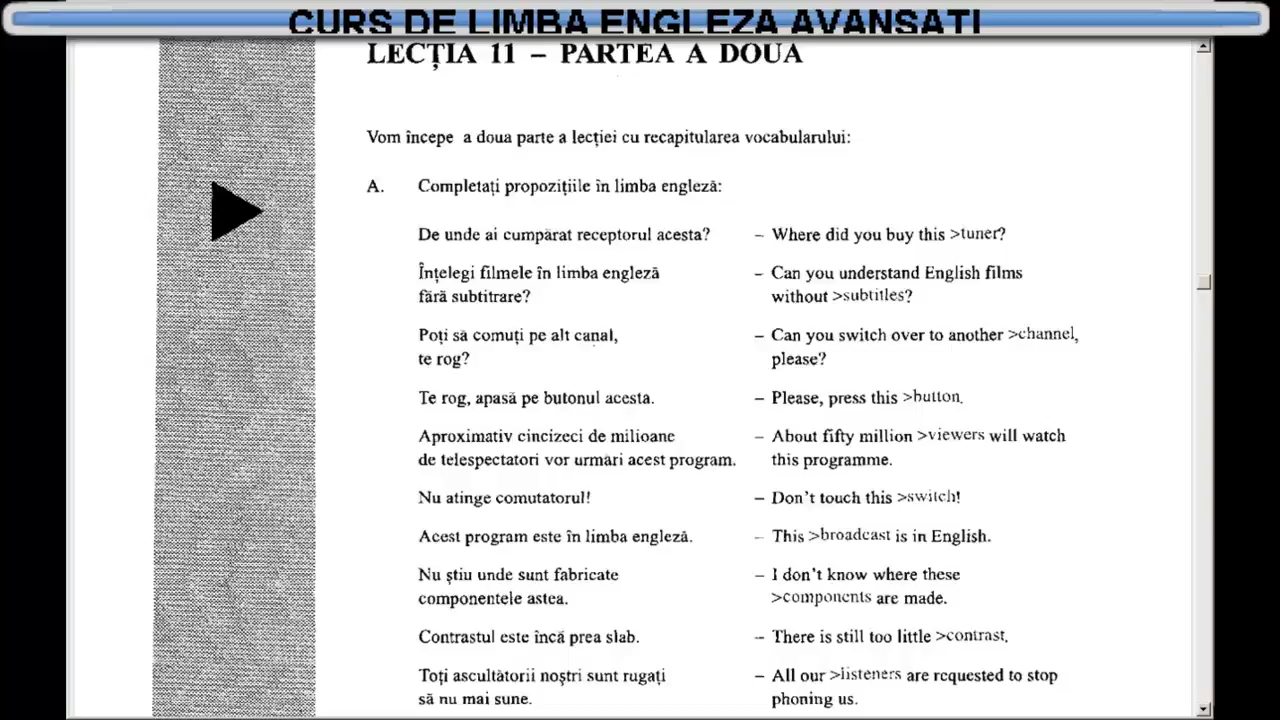 CURS DE LIMBA ENGLEZA AVANSATI
LECȚIA 11 – PARTEA A DOUA
Vom începe a doua parte a lecției cu recapitularea vocabularului:
A. Completați propozițiile în limba engleză:
De unde ai cumpărat receptorul acesta? – Where did you buy this >tuner?
Înțelegi filmele în limba engleză – Can you understand English films
fără subtitrare? without >subtitles?
Poți să comuți pe alt canal, – Can you switch over to another >channel,
te rog? please?
Te rog, apasă pe butonul acesta. – Please, press this >button.
Aproximativ cincizeci de milioane – About fifty million >viewers will watch
de telespectatori vor urmări acest program. this programme.
Nu atinge comutatorul! – Don't touch this >switch!
Acest program este în limba engleză. – This >broadcast is in English.
Nu știu unde sunt fabricate – I don't know where these
componentele astea. >components are made.
Contrastul este încă prea slab. – There is still too little >contrast.
Toți ascultătorii noștri sunt rugați – All our >listeners are requested to stop
să nu mai sune. phoning us.